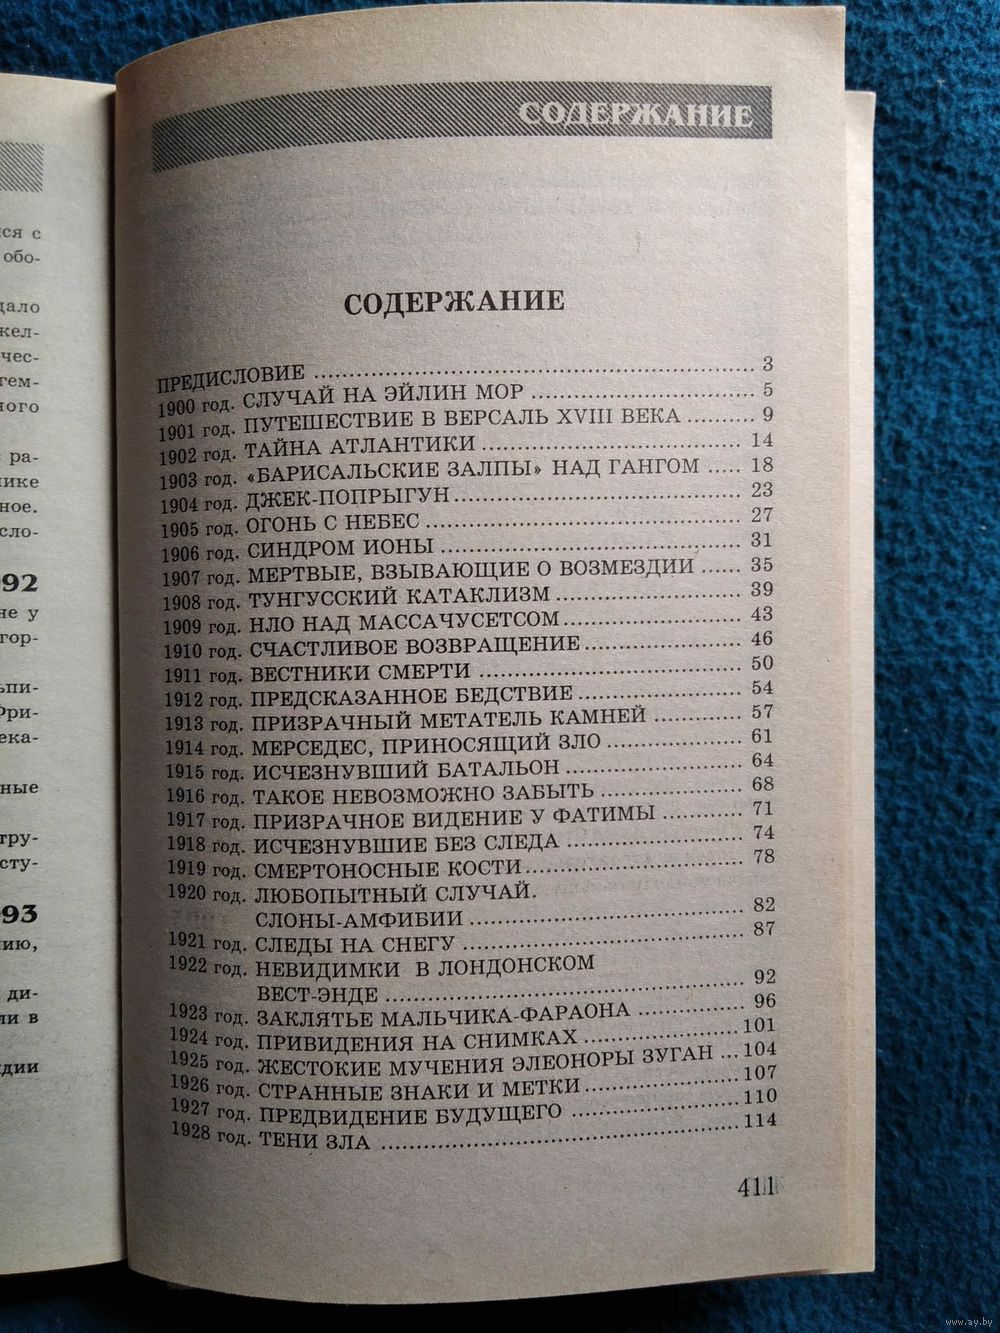 СОДЕРЖАНИЕ
СОДЕРЖАНИЕ
ПРЕДИСЛОВИЕ 3
1900 год. СЛУЧАЙ НА ЭЙЛИН МОР 5
1901 год. ПУТЕШЕСТВИЕ В ВЕРСАЛЬ XVIII ВЕКА 9
1902 год. ТАЙНА АТЛАНТИКИ 14
1903 год. «БАРИСАЛЬСКИЕ ЗАЛПЫ» НАД ГАНГОМ 18
1904 год. ДЖЕК-ПОПРЫГУН 23
1905 год. ОГОНЬ С НЕБЕС 27
1906 год. СИНДРОМ ИОНЫ 31
1907 год. МЕРТВЫЕ, ВЗЫВАЮЩИЕ О ВОЗМЕЗДИИ 35
1908 год. ТУНГУССКИЙ КАТАКЛИЗМ 39
1909 год. НЛО НАД МАССАЧУСЕТСОМ 43
1910 год. СЧАСТЛИВОЕ ВОЗВРАЩЕНИЕ 46
1911 год. ВЕСТНИКИ СМЕРТИ 50
1912 год. ПРЕДСКАЗАННОЕ БЕДСТВИЕ 54
1913 год. ПРИЗРАЧНЫЙ МЕТАТЕЛЬ КАМНЕЙ 57
1914 год. МЕРСЕДЕС, ПРИНОСЯЩИЙ ЗЛО 61
1915 год. ИСЧЕЗНУВШИЙ БАТАЛЬОН 64
1916 год. ТАКОЕ НЕВОЗМОЖНО ЗАБЫТЬ 68
1917 год. ПРИЗРАЧНОЕ ВИДЕНИЕ У ФАТИМЫ 71
1918 год. ИСЧЕЗНУВШИЕ БЕЗ СЛЕДА 74
1919 год. СМЕРТОНОСНЫЕ КОСТИ 78
1920 год. ЛЮБОПЫТНЫЙ СЛУЧАЙ.
СЛОНЫ-АМФИБИИ 82
1921 год. СЛЕДЫ НА СНЕГУ 87
1922 год. НЕВИДИМКИ В ЛОНДОНСКОМ
ВЕСТ-ЭНДЕ 92
1923 год. ЗАКЛЯТЬЕ МАЛЬЧИКА-ФАРАОНА 96
1924 год. ПРИВИДЕНИЯ НА СНИМКАХ 101
1925 год. ЖЕСТОКИЕ МУЧЕНИЯ ЭЛЕОНОРЫ ЗУГАН 104
1926 год. СТРАННЫЕ ЗНАКИ И МЕТКИ 107
1927 год. ПРЕДВИДЕНИЕ БУДУЩЕГО 110
1928 год. ТЕНИ ЗЛА 114
411
www.ay.by